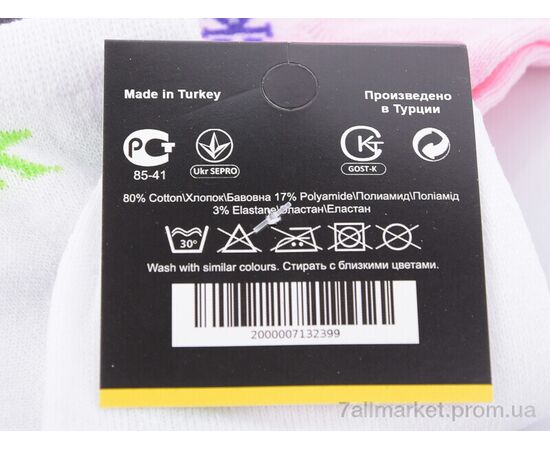 Made in Turkey
Произведено
в Турции
РСТ
85-41
Ukr SEPRO
GOST-K
80% Cotton\Хлопок\Бавовна 17% Polyamide\Полиамид\Поліамід
3% Elastane\Эластан\Еластан
30°
Wash with similar colours. Стирать с близкими цветами.
2000007132399
7allmarket.prom.ua